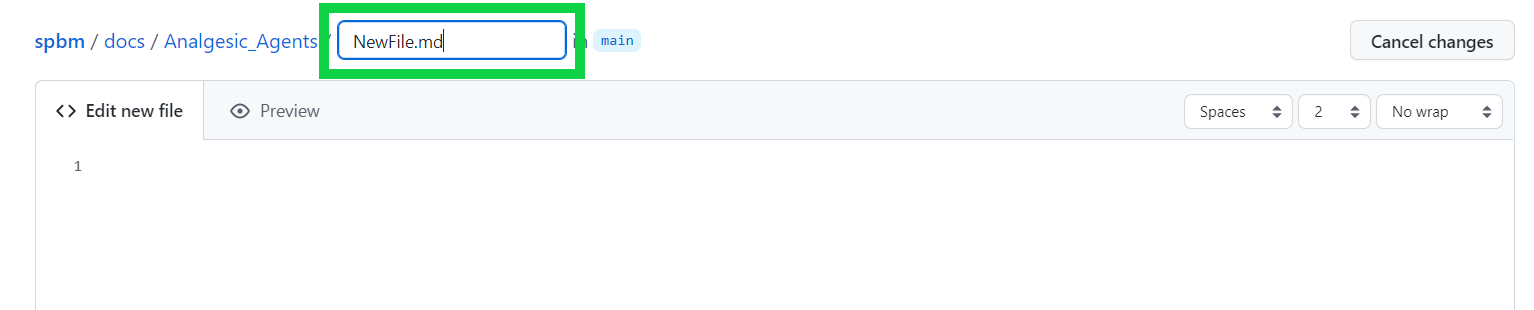 spbm / docs / Analgesic_Agents / NewFile.md in main Cancel changes
<> Edit new file Preview Spaces 2 No wrap
1